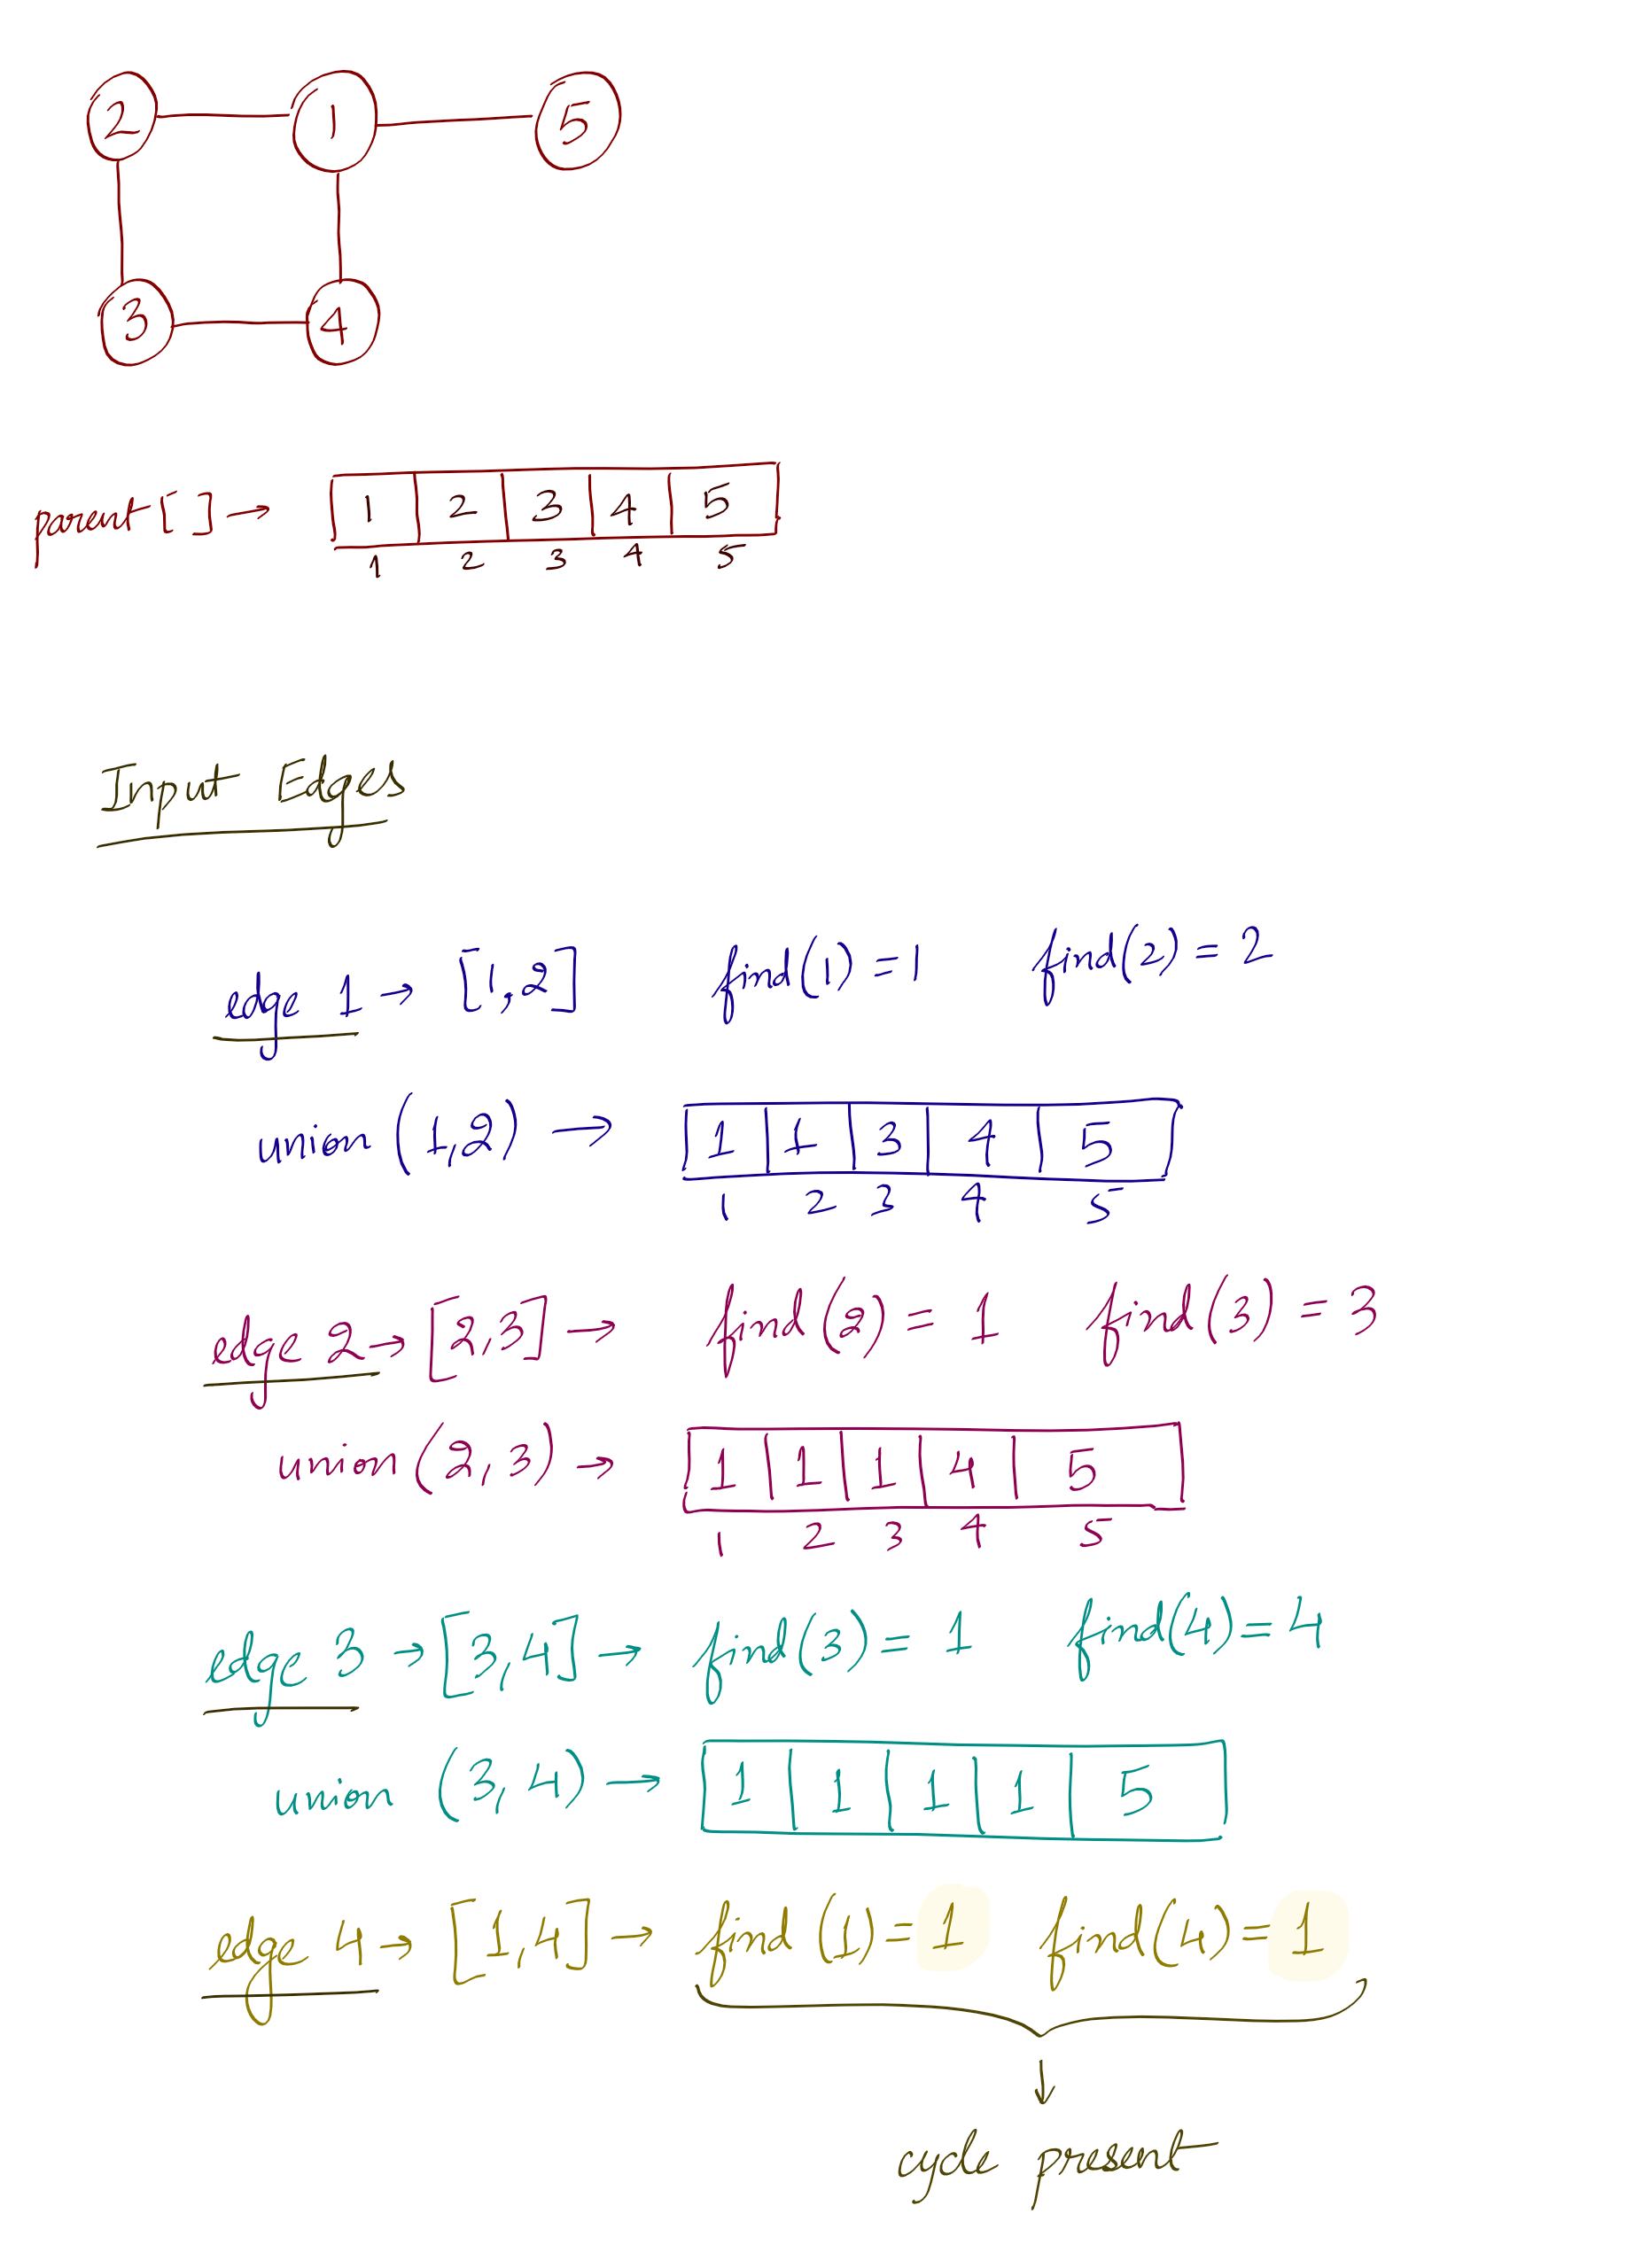 2 1 5
3 4
parent [ ] → 1 2 3 4 5
1 2 3 4 5
Input Edges
edge 1 → [1,2] find(1) = 1 find(2) = 2
union (1,2) → 1 1 3 4 5
1 2 3 4 5
edge 2 → [2,3] → find(2) = 1 find(3) = 3
union (2,3) → 1 1 1 4 5
1 2 3 4 5
edge 3 → [3,4] → find(3) = 1 find(4) = 4
union (3,4) → 1 1 1 1 5
edge 4 → [1,4] → find (1) = 1 find(4) = 1
↓
cycle present